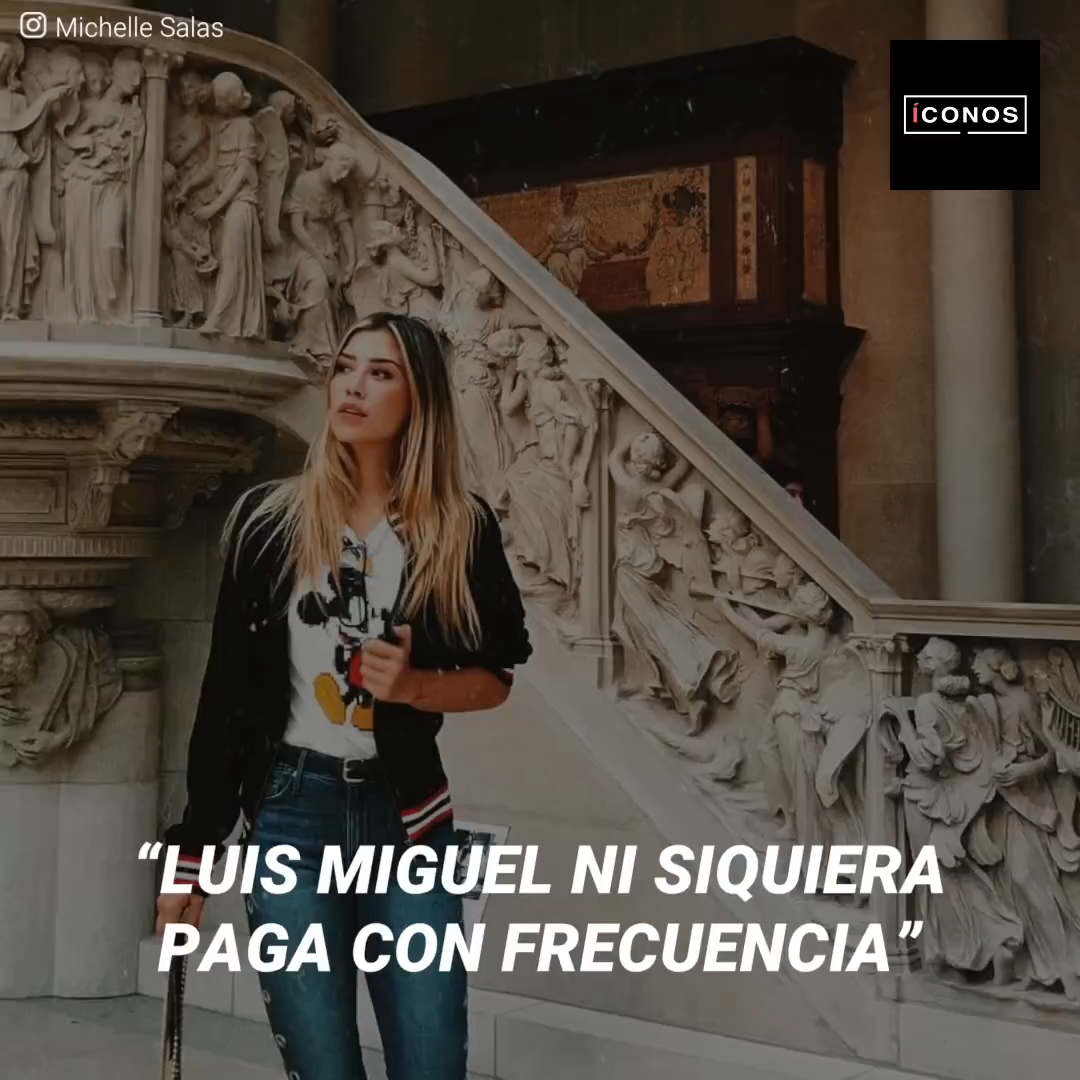 Michelle Salas
ÍCONOS
“LUIS MIGUEL NI SIQUIERA
PAGA CON FRECUENCIA”